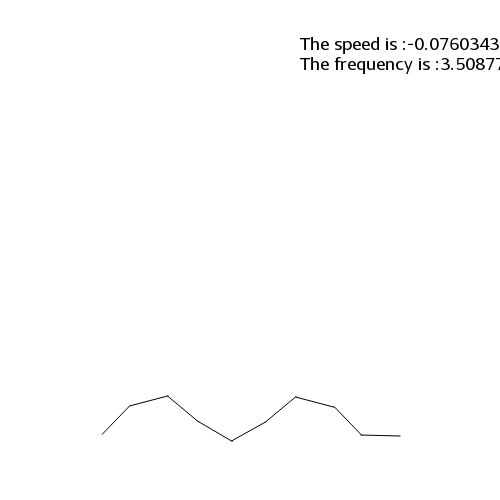 The speed is :-0.0760343
The frequency is :3.50877